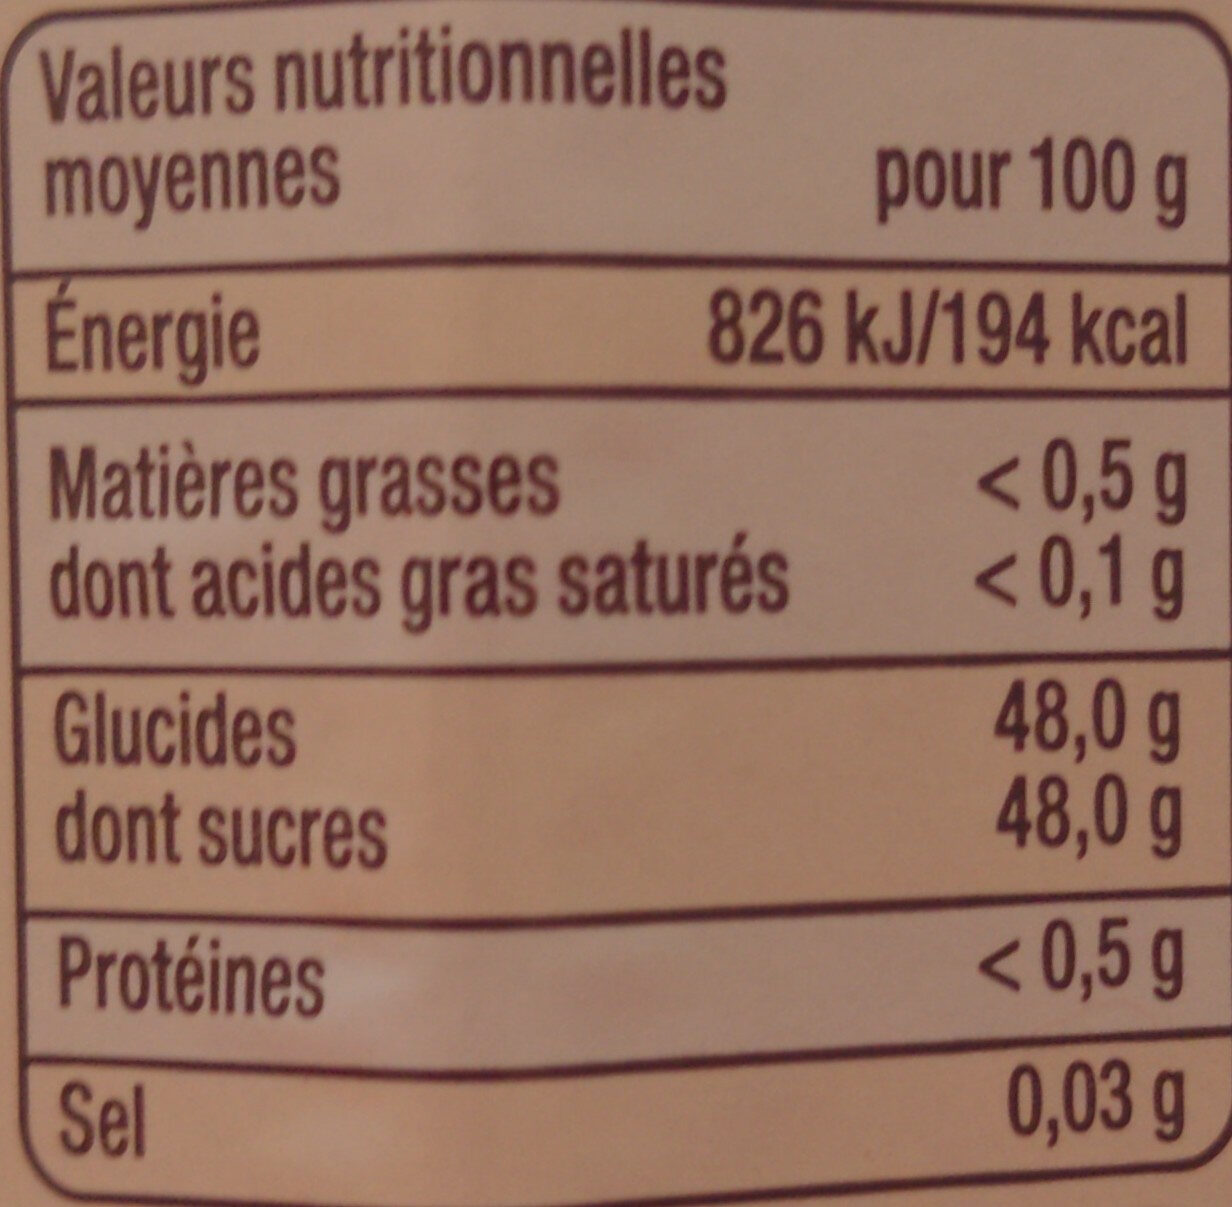 Valeurs nutritionnelles
moyennes pour 100 g
Énergie 826 kJ/194 kcal
Matières grasses < 0,5 g
dont acides gras saturés < 0,1 g
Glucides 48,0 g
dont sucres 48,0 g
Protéines < 0,5 g
Sel 0,03 g